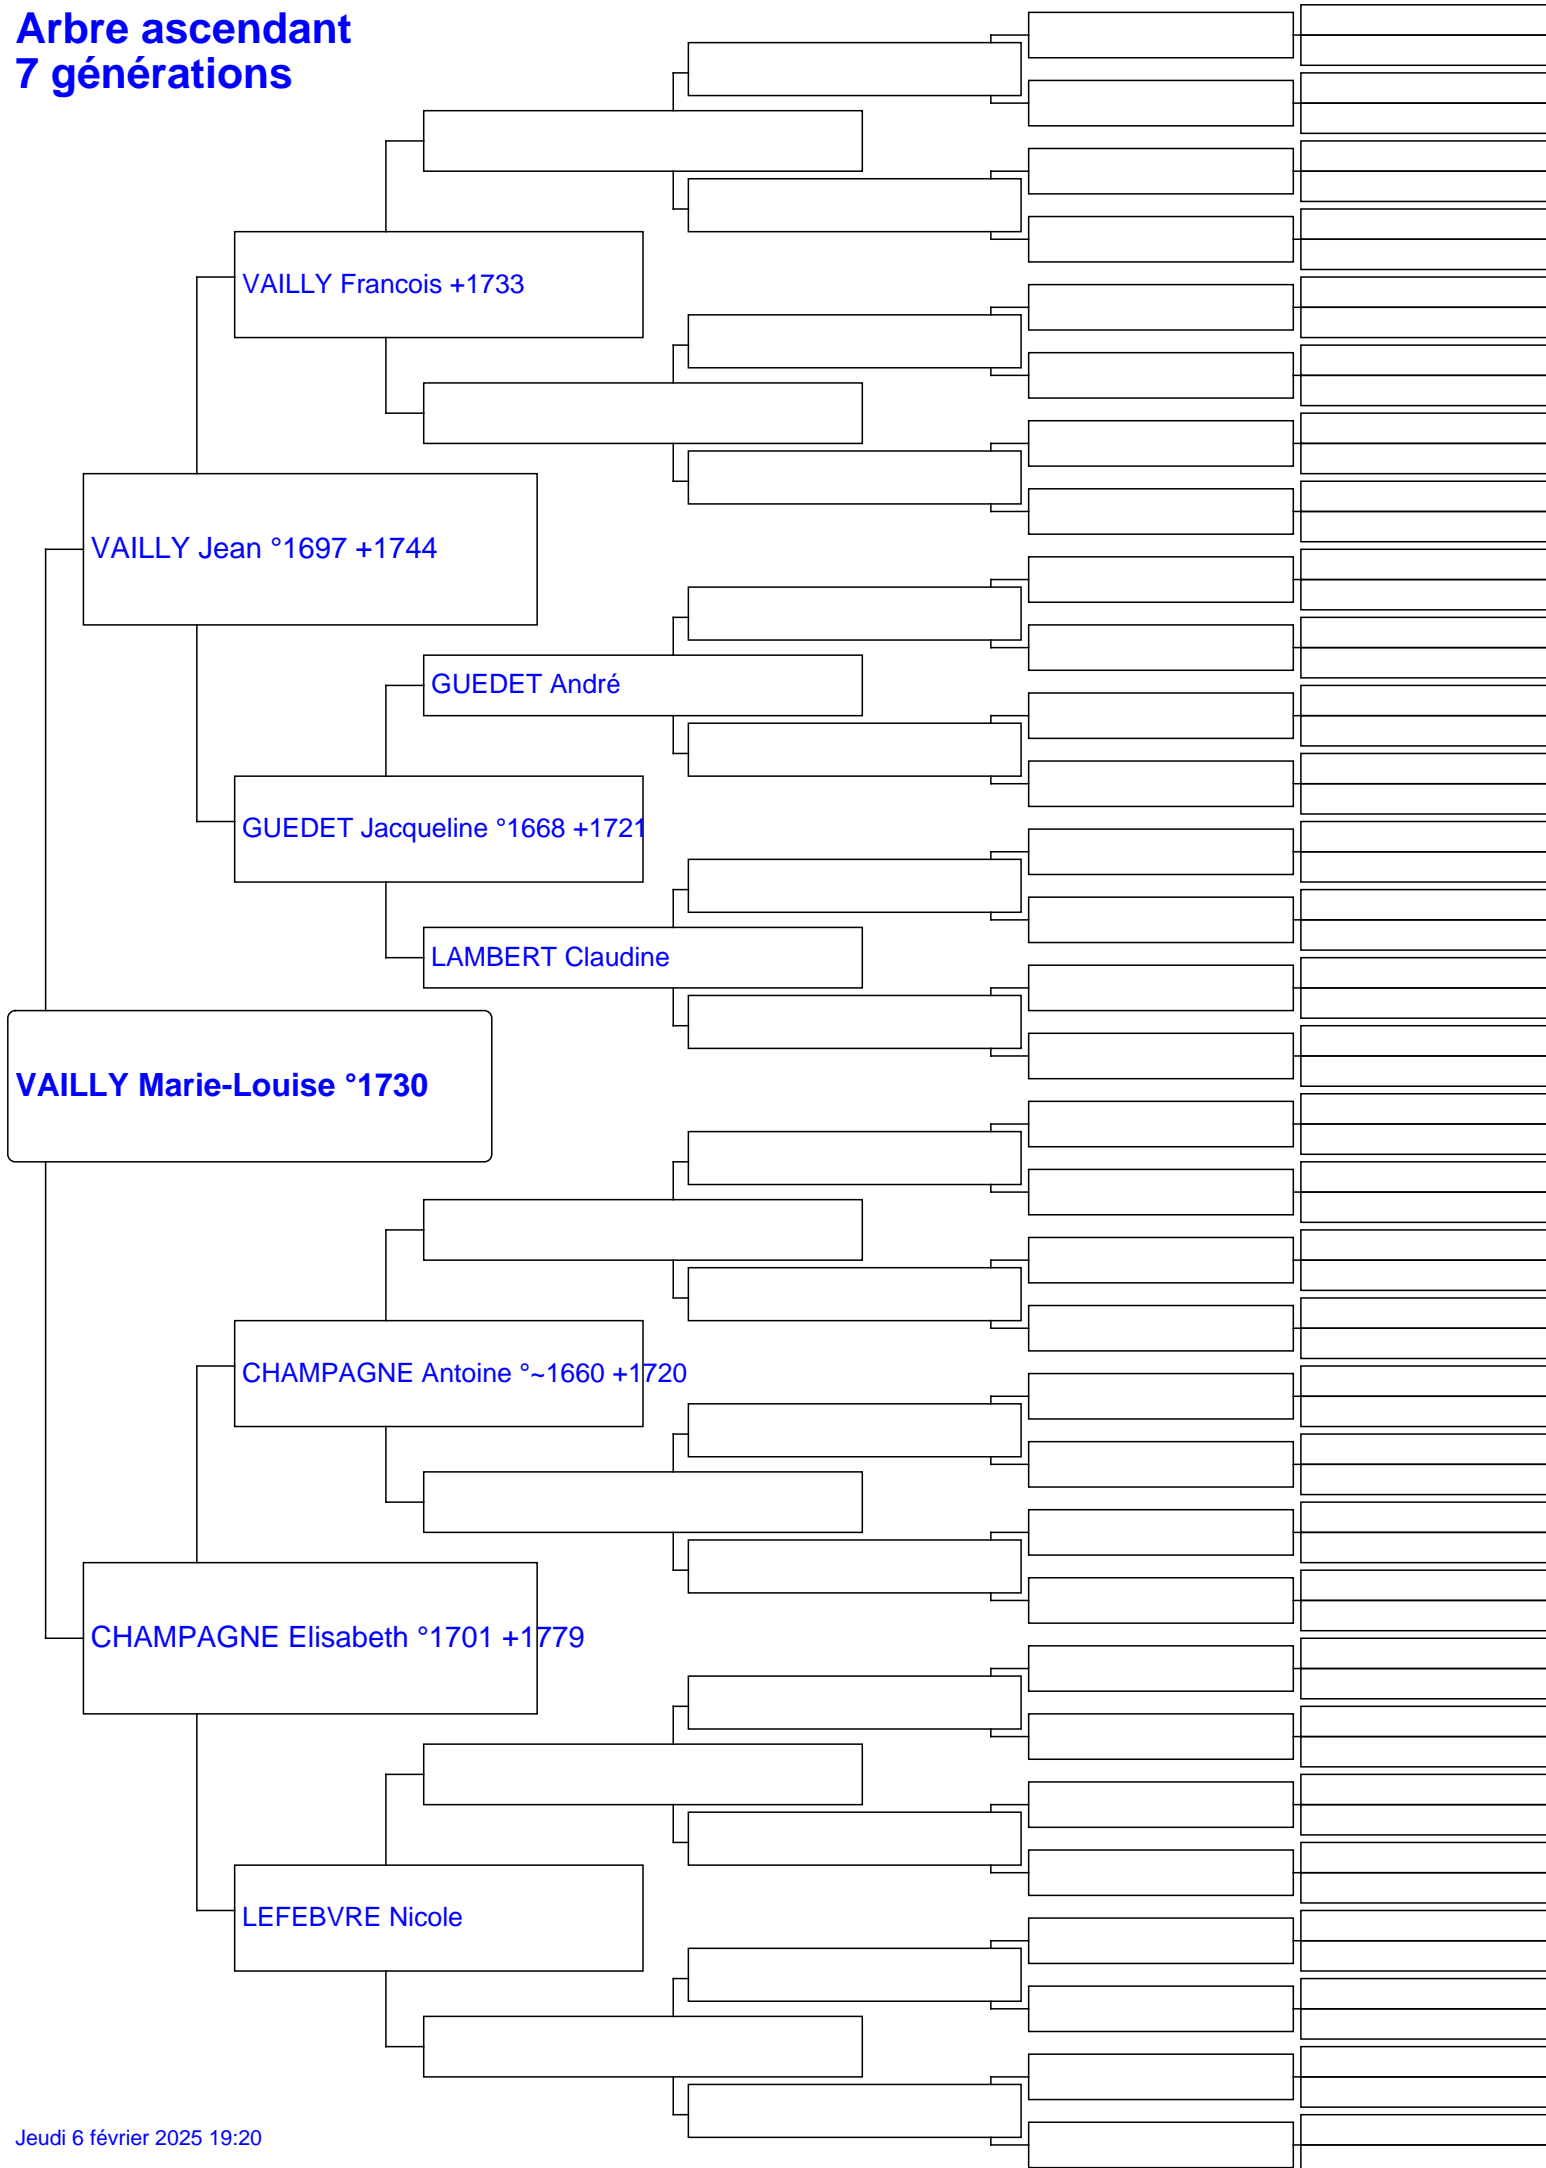 Arbre ascendant
7 générations
VAILLY Francois +1733
VAILLY Jean °1697 +1744
GUEDET André
GUEDET Jacqueline °1668 +1721
LAMBERT Claudine
VAILLY Marie-Louise °1730
CHAMPAGNE Antoine °~1660 +1720
CHAMPAGNE Elisabeth °1701 +1779
LEFEBVRE Nicole
Jeudi 6 février 2025 19:20